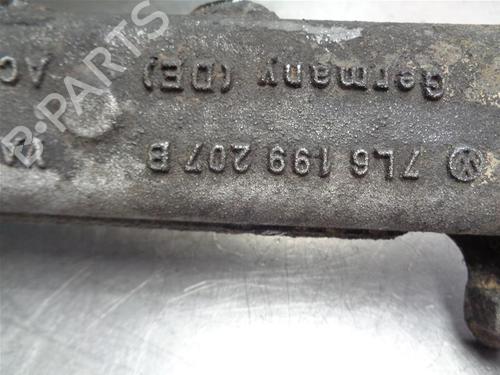 7L6 199 207 B
Germany (DE)
B-PARTS